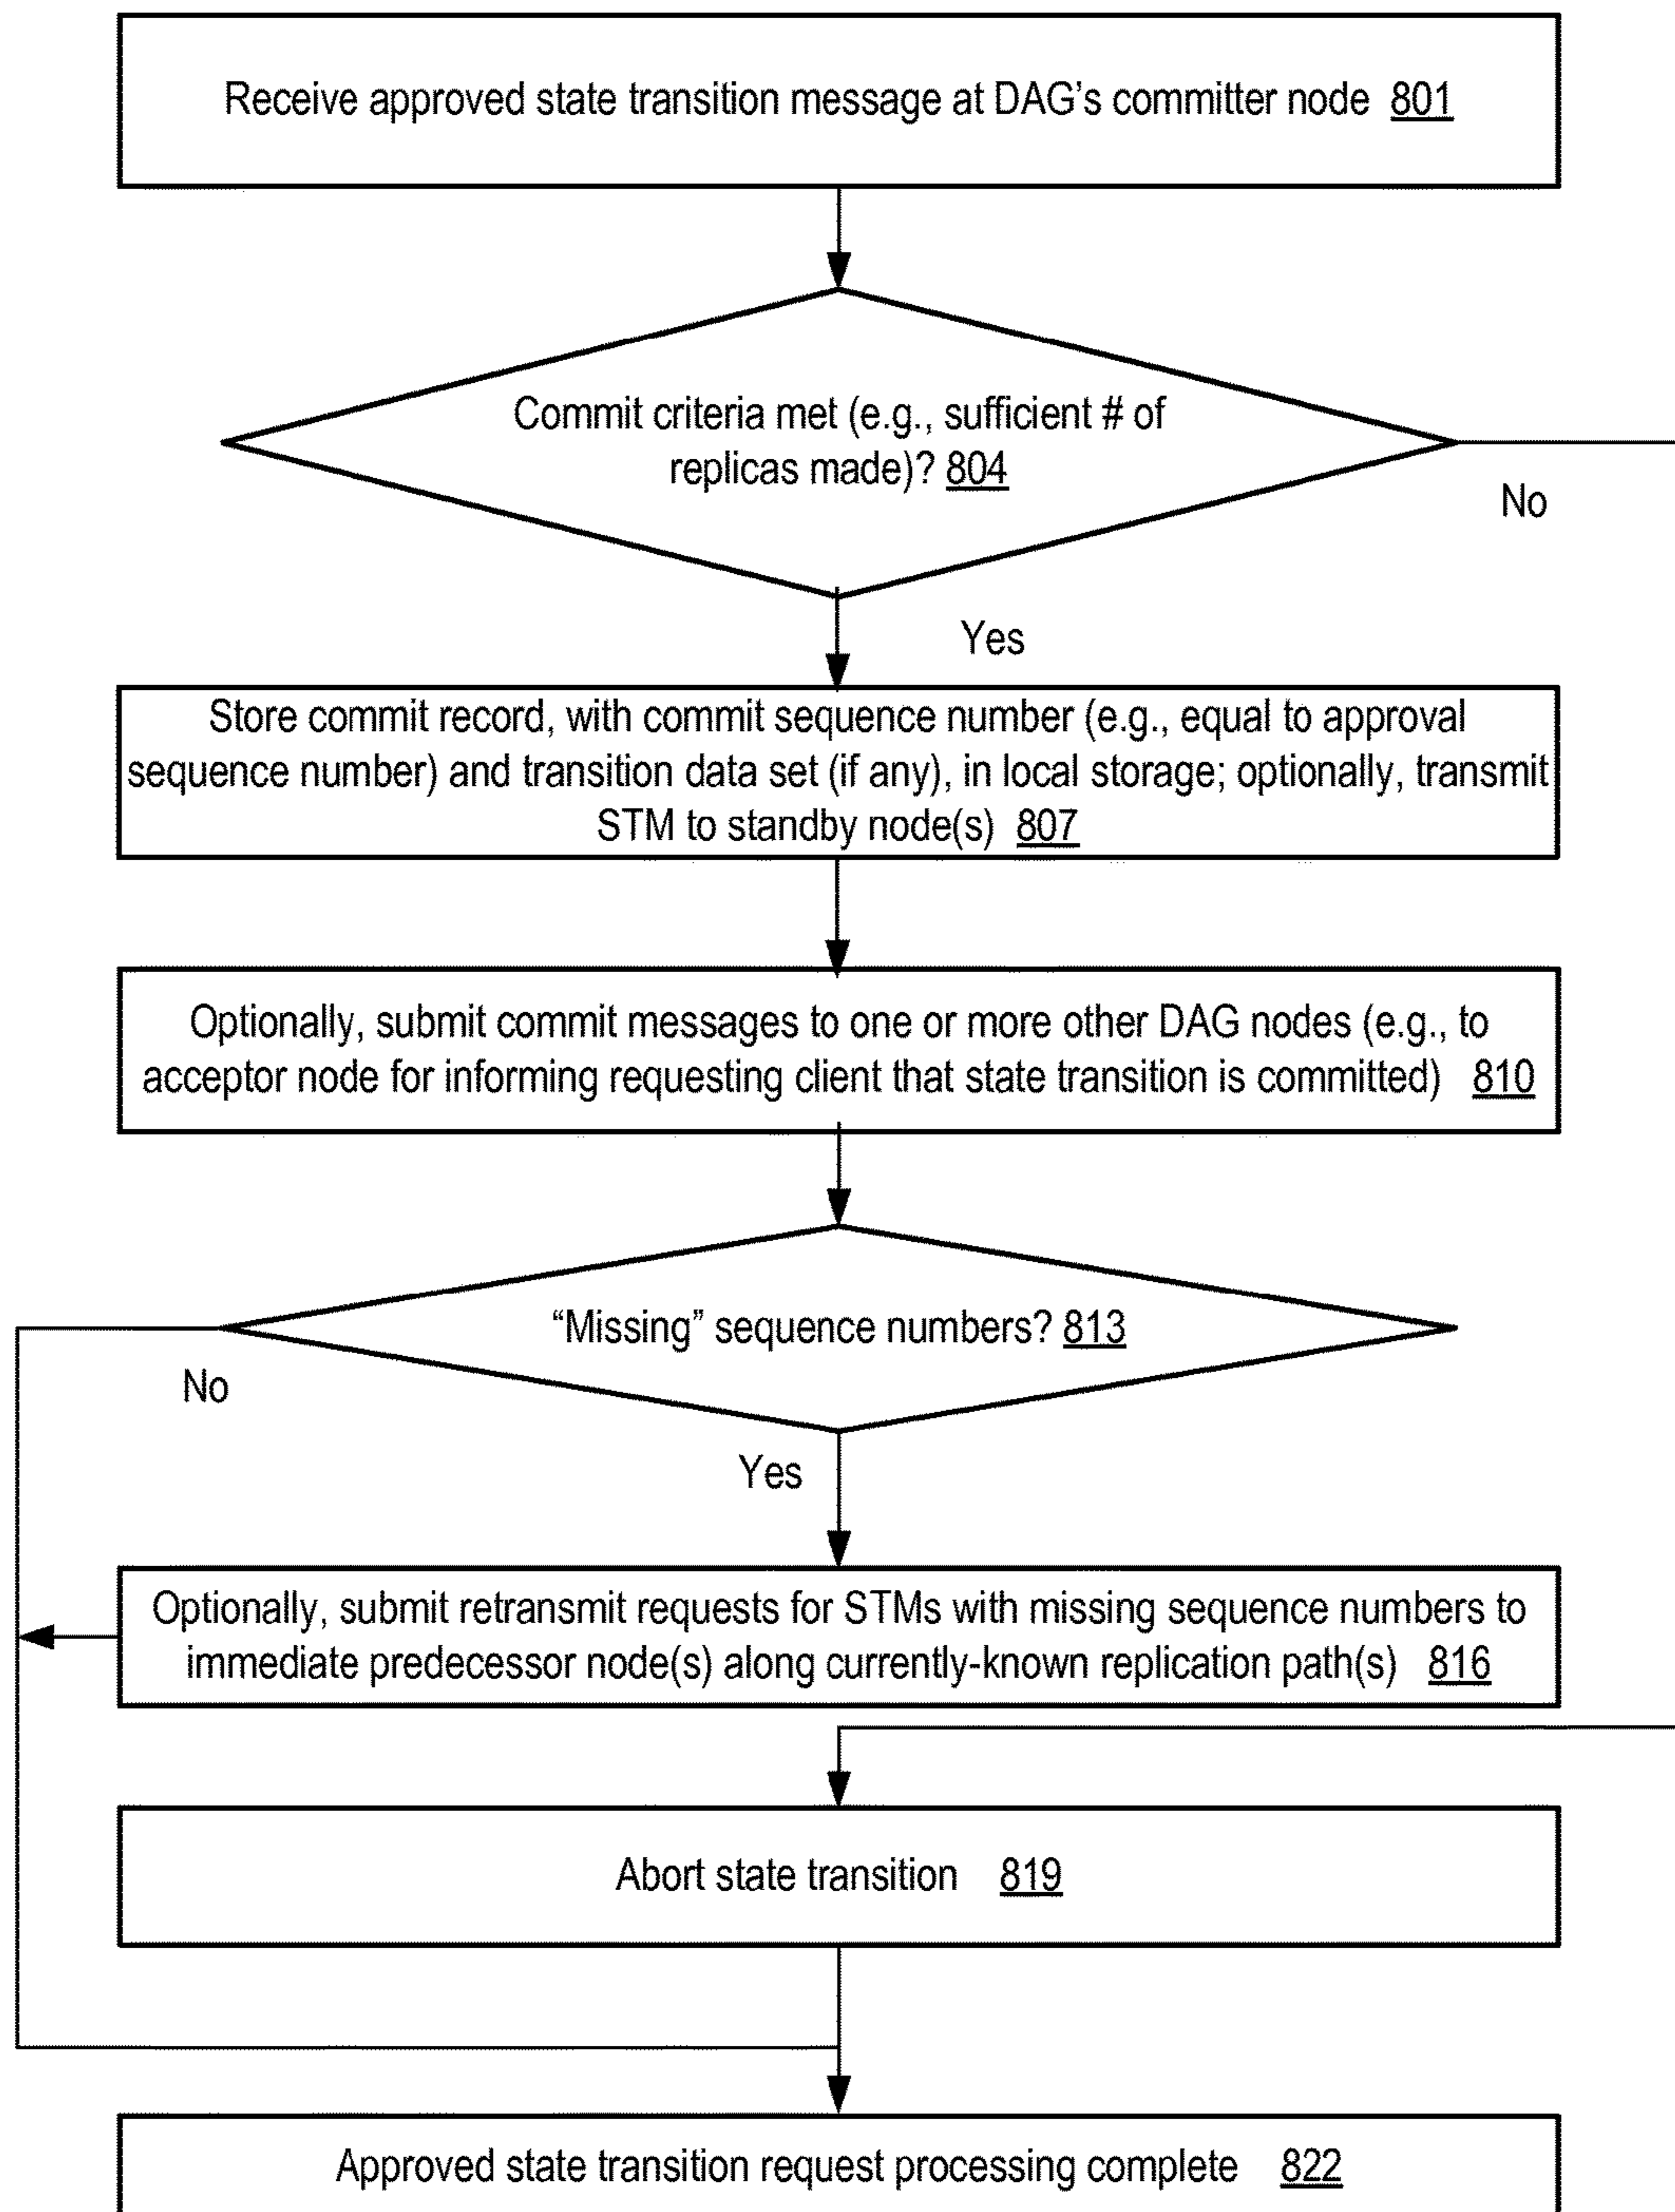 Receive approved state transition message at DAG’s committer node 801
Commit criteria met (e.g., sufficient # of
replicas made)? 804
No
Yes
Store commit record, with commit sequence number (e.g., equal to approval
sequence number) and transition data set (if any), in local storage; optionally, transmit
STM to standby node(s) 807
Optionally, submit commit messages to one or more other DAG nodes (e.g., to
acceptor node for informing requesting client that state transition is committed) 810
“Missing” sequence numbers? 813
No
Yes
Optionally, submit retransmit requests for STMs with missing sequence numbers to
immediate predecessor node(s) along currently-known replication path(s) 816
Abort state transition 819
Approved state transition request processing complete 822